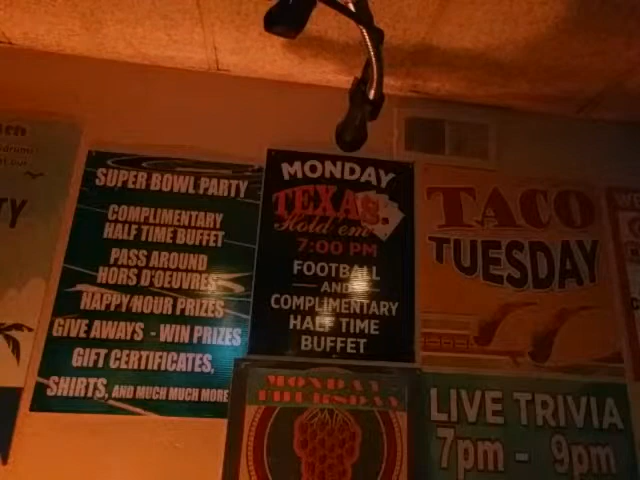 SUPER BOWL PARTY
COMPLIMENTARY
HALF TIME BUFFET
PASS AROUND
HORS D'OEUVRES
HAPPY HOUR PRIZES
GIVE AWAYS - WIN PRIZES
GIFT CERTIFICATES,
SHIRTS, AND MUCH MUCH MORE
MONDAY
TEXAS
Hold em
7:00 PM
FOOTBALL
AND
COMPLIMENTARY
HALF TIME
BUFFET
MONDAY
THURSDAY
TACO
TUESDAY
LIVE TRIVIA
7pm - 9pm